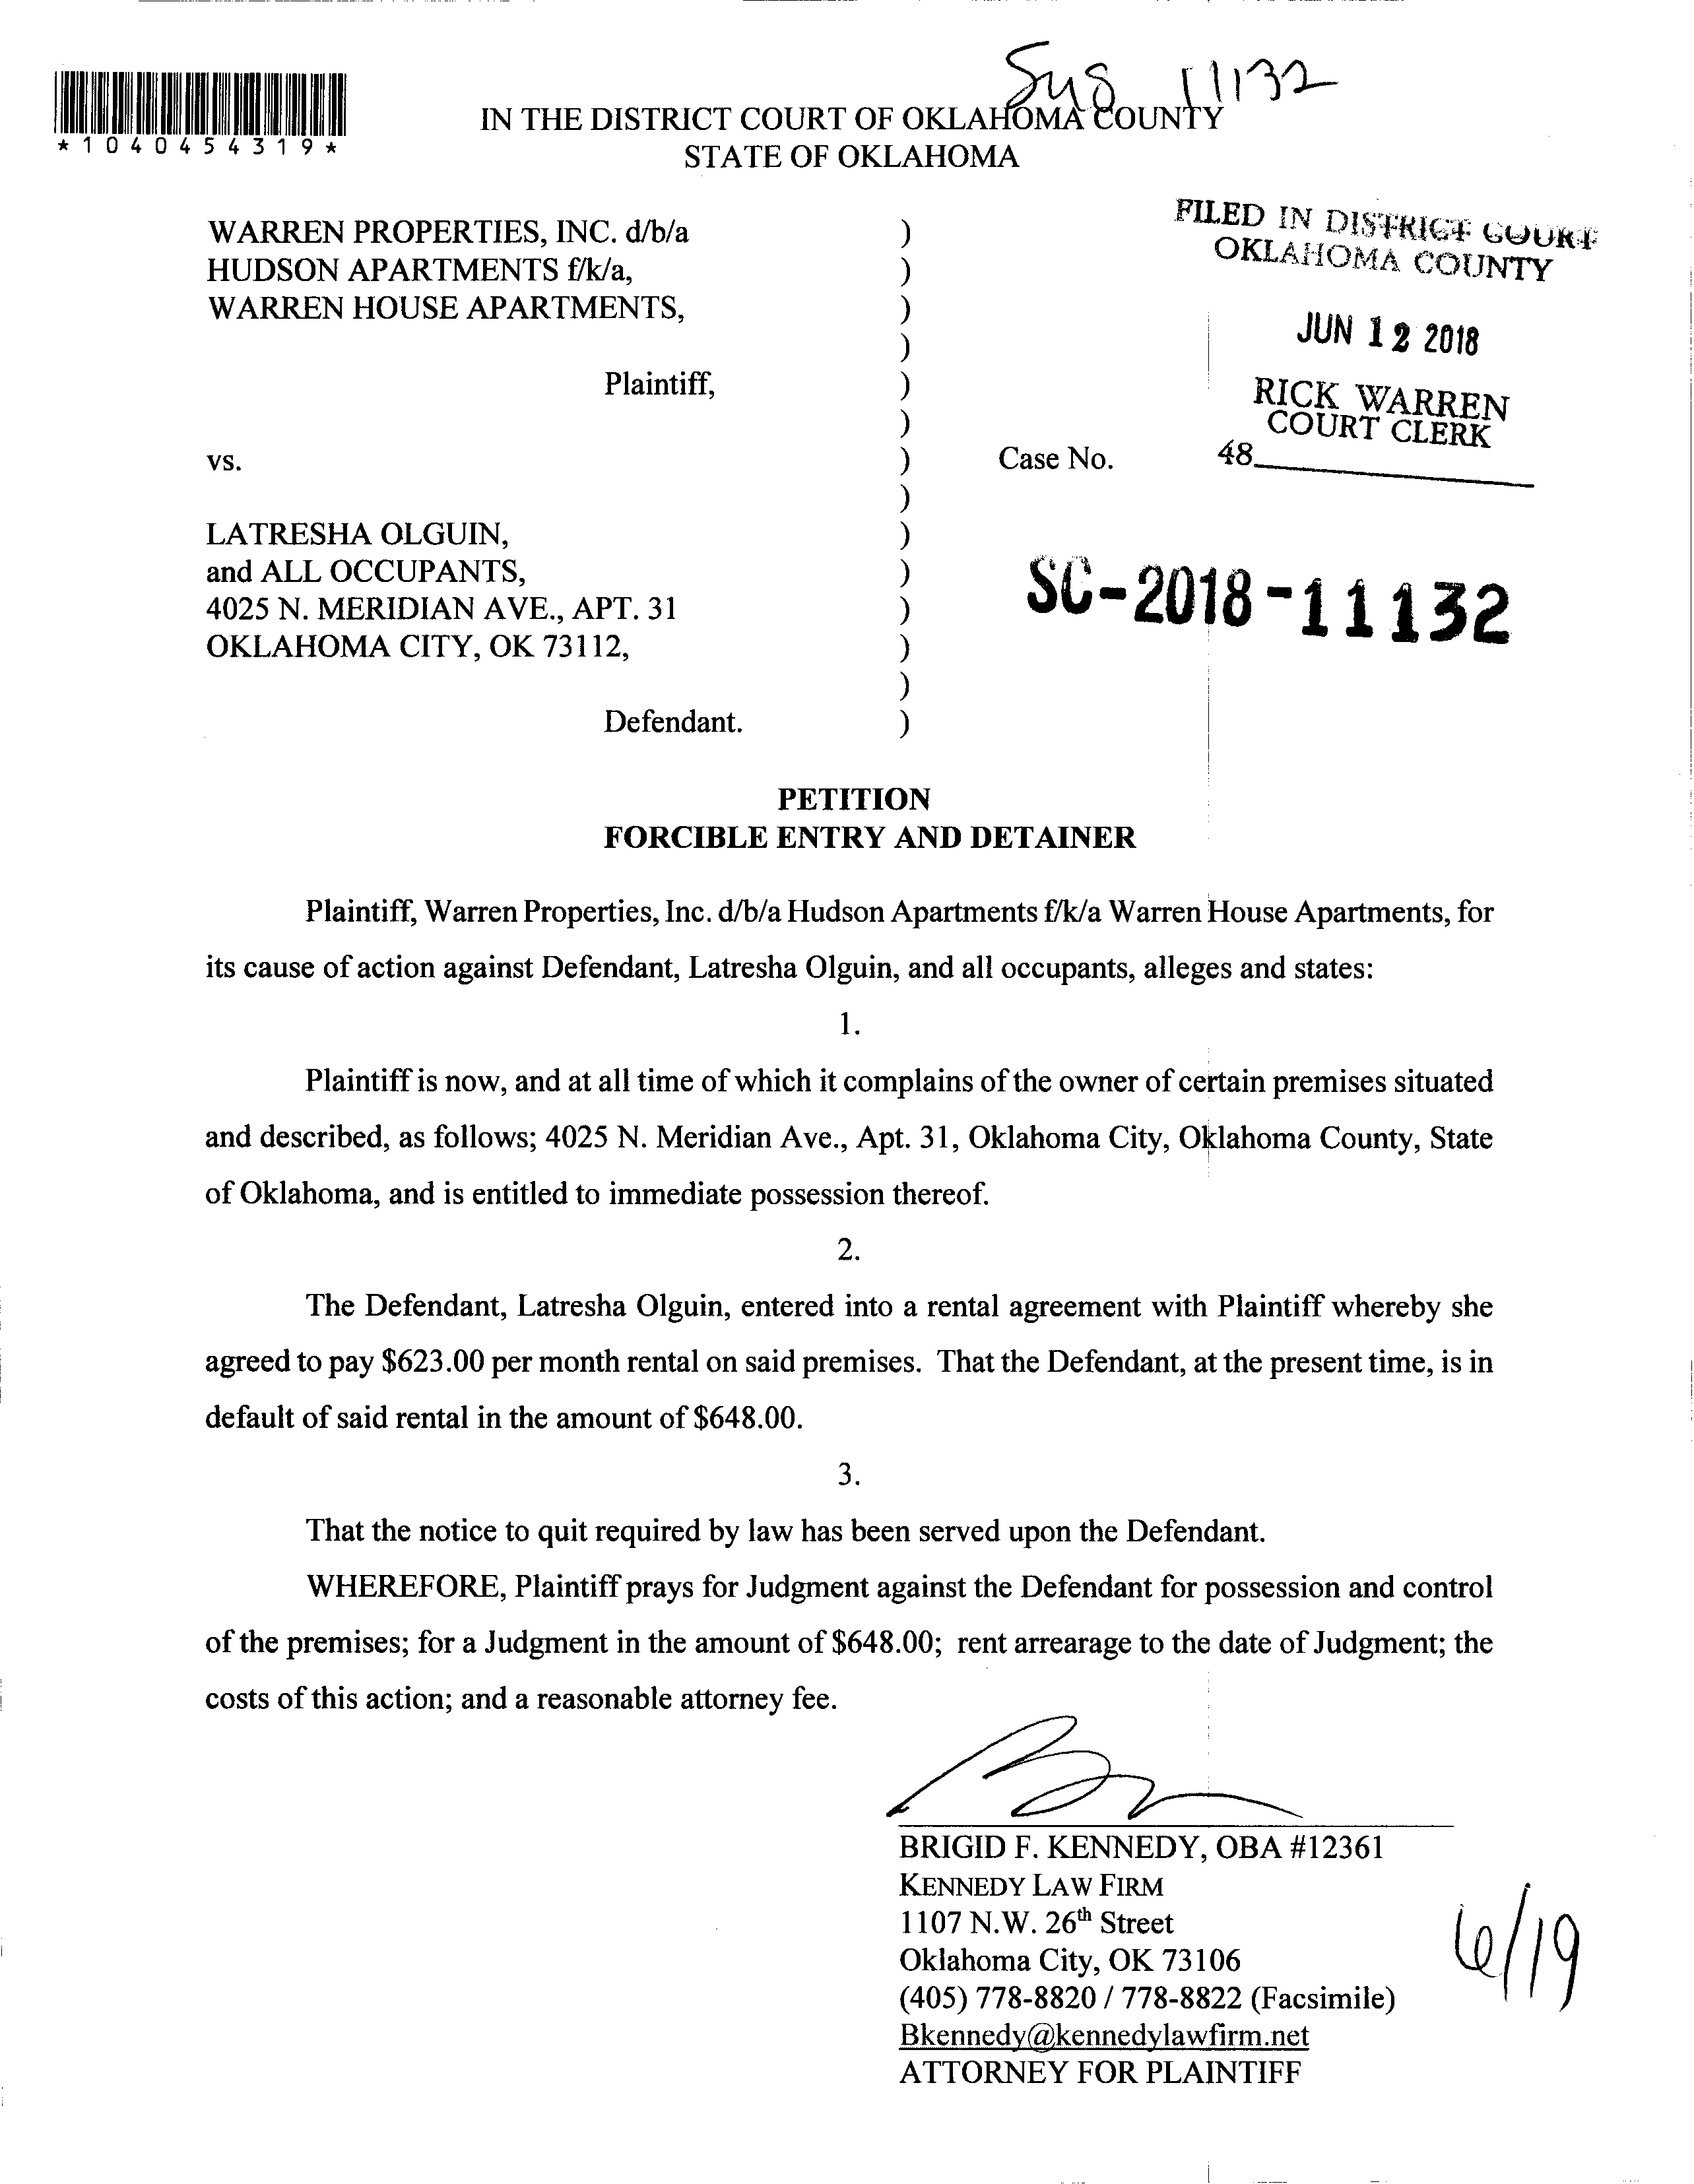 11132
IN THE DISTRICT COURT OF OKLAHOMA COUNTY
*1040454319*
STATE OF OKLAHOMA
FILED IN DISTRICT COURT
OKLAHOMA COUNTY
JUN 12 2018
RICK WARREN
COURT CLERK
48
WARREN PROPERTIES, INC. d/b/a )
HUDSON APARTMENTS f/k/a, )
WARREN HOUSE APARTMENTS, )
)
Plaintiff, )
)
vs. ) Case No.
)
LATRESHA OLGUIN, )
and ALL OCCUPANTS, )
4025 N. MERIDIAN AVE., APT. 31 )
OKLAHOMA CITY, OK 73112, )
)
Defendant. )
SC-2018-11132
PETITION
FORCIBLE ENTRY AND DETAINER
Plaintiff, Warren Properties, Inc. d/b/a Hudson Apartments f/k/a Warren House Apartments, for
its cause of action against Defendant, Latresha Olguin, and all occupants, alleges and states:
1.
Plaintiff is now, and at all time of which it complains of the owner of certain premises situated
and described, as follows; 4025 N. Meridian Ave., Apt. 31, Oklahoma City, Oklahoma County, State
of Oklahoma, and is entitled to immediate possession thereof.
2.
The Defendant, Latresha Olguin, entered into a rental agreement with Plaintiff whereby she
agreed to pay $623.00 per month rental on said premises. That the Defendant, at the present time, is in
default of said rental in the amount of $648.00.
3.
That the notice to quit required by law has been served upon the Defendant.
WHEREFORE, Plaintiff prays for Judgment against the Defendant for possession and control
of the premises; for a Judgment in the amount of $648.00; rent arrearage to the date of Judgment; the
costs of this action; and a reasonable attorney fee.
BRIGID F. KENNEDY, OBA #12361
KENNEDY LAW FIRM
1107 N.W. 26th Street
Oklahoma City, OK 73106
(405) 778-8820 / 778-8822 (Facsimile)
Bkennedy@kennedylawfirm.net
ATTORNEY FOR PLAINTIFF
6/19